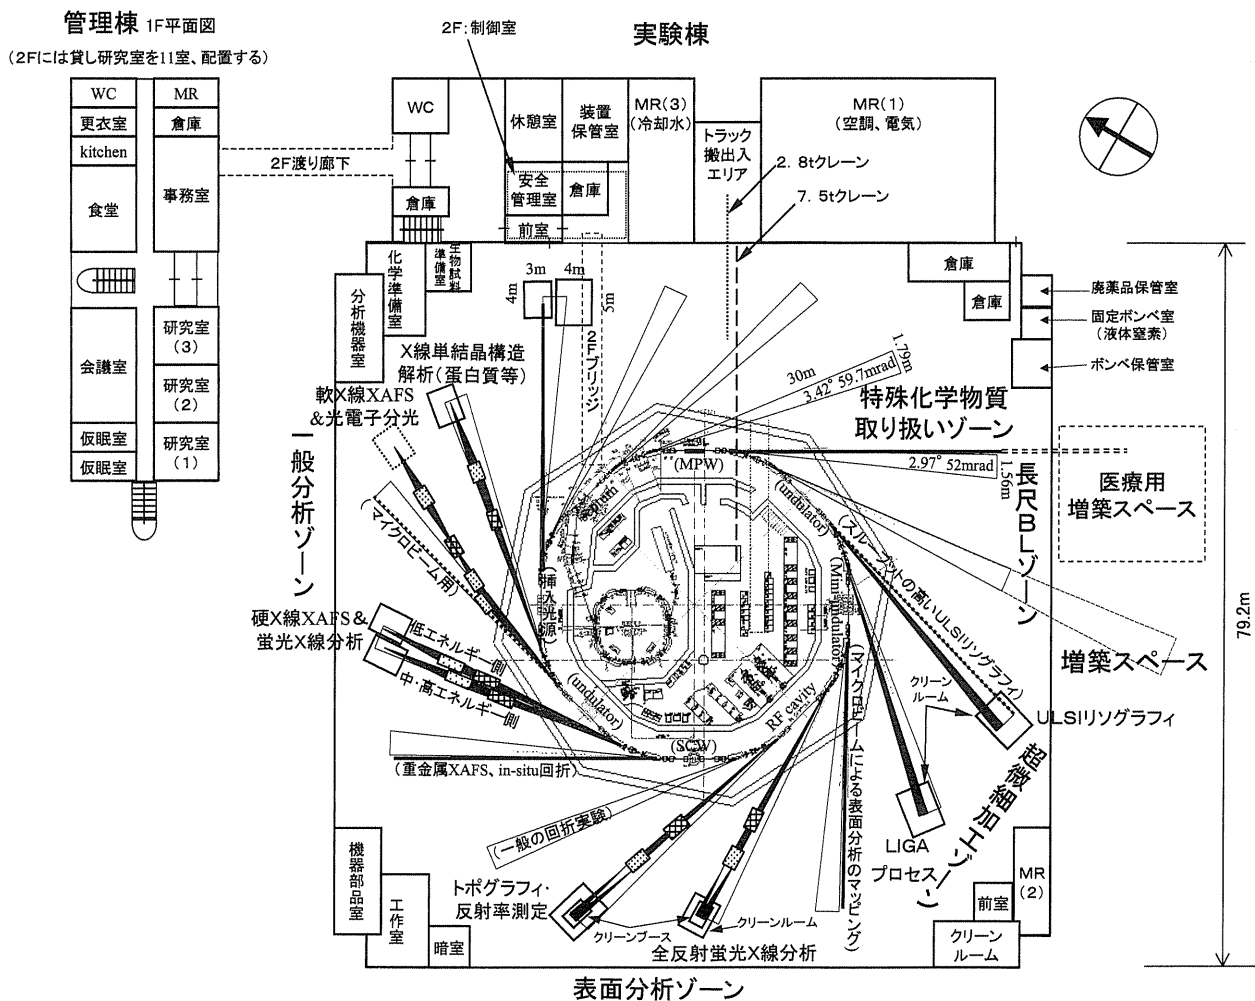 管理棟 1F平面図
(2Fには貸し研究室を11室、配置する)
WC
MR
更衣室
倉庫
kitchen
食堂
事務室
会議室
研究室
(3)
研究室
(2)
仮眠室
研究室
(1)
仮眠室
2F渡り廊下
2F:制御室
実験棟
WC
倉庫
休憩室
装置
保管室
MR(3)
(冷却水)
トラック
搬出入
エリア
MR(1)
(空調、電気)
2. 8tクレーン
7. 5tクレーン
安全
管理室
倉庫
前室
化学準備室
生物試料
準備室
分析機器室
3m
4m
4m
5m
2Fブリッジ
倉庫
倉庫
廃薬品保管室
固定ボンベ室
(液体窒素)
ボンベ保管室
X線単結晶構造
解析(蛋白質等)
軟X線XAFS
&光電子分光
一般分析ゾーン
(マイクロビーム用)
硬X線XAFS&
蛍光X線分析
低エネルギー側
中・高エネルギー側
(重金属XAFS、in-situ回折)
(一般の回折実験)
30m
3.42° 59.7mrad
1.79m
特殊化学物質
取り扱いゾーン
2.97° 52mrad
1.56m
長尺BLゾーン
医療用
増築スペース
増築スペース
79.2m
(MPW)
(undulator)
septum
(挿入光源)
(Mini undulator)
(undulator)
(SCW)
RF cavity
(スループットの高いULSIリソグラフィ)
(マイクロビームによる表面分析のマッピング)
クリーン
ルーム
ULSIリソグラフィ
超微細加工ゾーン
LIGA
プロセス
機器部品室
工作室
暗室
トポグラフィ・
反射率測定
クリーンブース
クリーンルーム
全反射蛍光X線分析
表面分析ゾーン
MR
(2)
前室
クリーン
ルーム